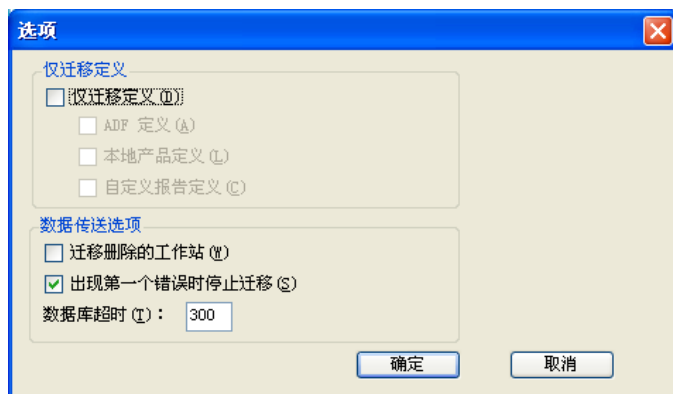 选项
仅迁移定义
仅迁移定义(D)
ADF 定义(A)
本地产品定义(L)
自定义报告定义(C)
数据传送选项
迁移删除的工作站(W)
出现第一个错误时停止迁移(S)
数据库超时(T)： 300
确定 取消